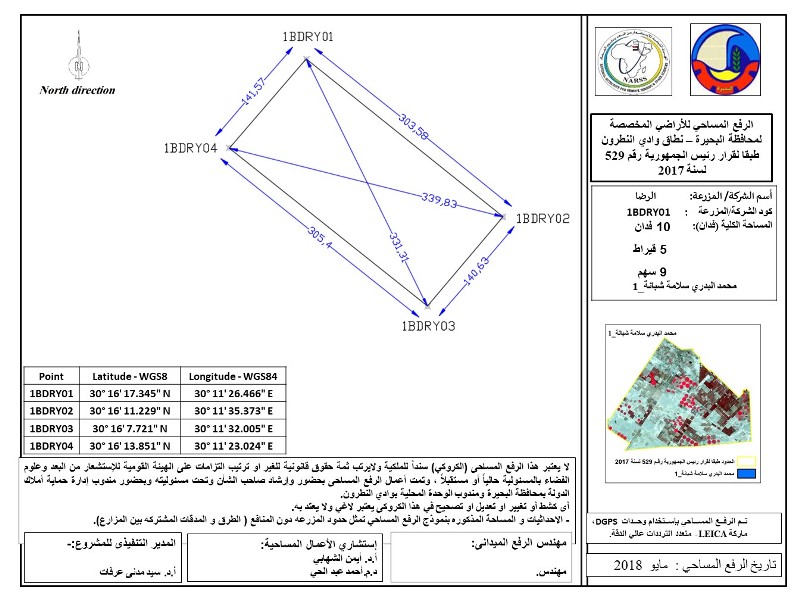 North direction
1BDRY01
1BDRY04
1BDRY02
1BDRY03
141,57
303,58
339,83
331,31
305,4
140,63
NARSS
الرفع المساحي للأراضي المخصصة
لمحافظة البحيرة – نطاق وادي النطرون
طبقا لقرار رئيس الجمهورية رقم 529
لسنة 2017
أسم الشركة/ المزرعة: الرضا
كود الشركة/المزرعة : 1BDRY01
المساحة الكلية (فدان): 10 فدان
5 قيراط
9 سهم
محمد البدري سلامة شبانة_1
محمد البدري سلامة شبانة_1
الحدود طبقا لقرار رئيس الجمهورية رقم 529 لسنة 2017
محمد البدري سلامة شبانة_1
Point Latitude - WGS8 Longitude - WGS84
1BDRY01 30° 16' 17.345" N 30° 11' 26.466" E
1BDRY02 30° 16' 11.229" N 30° 11' 35.373" E
1BDRY03 30° 16' 7.721" N 30° 11' 32.005" E
1BDRY04 30° 16' 13.851" N 30° 11' 23.024" E
لا يعتبر هذا الرفع المساحى (الكروكي) سنداً للملكية ولايرتب ثمة حقوق قانونية للغير او ترتيب التزامات على الهيئة القومية للإستشعار من البعد وعلوم
الفضاء بالمسئولية حالياً أو مستقبلاً ، وتمت أعمال الرفع المساحى بحضور وإرشاد صاحب الشأن وتحت مسئوليته وبحضور مندوب إدارة حماية أملاك
الدولة بمحافظة البحيرة ومندوب الوحدة المحلية بوادي النطرون.
أى كشط أو تغيير او تعديل او تصحيح في هذا الكروكى يعتبر لاغي ولا يعتد به.
- الاحداثيات و المساحة المذكوره بنموذج الرفع المساحي تمثل حدود المزرعه دون المنافع ( الطرق و المدقات المشتركه بين المزارع).
تم الرفع المساحى بإستخدام وحدات DGPS ،
ماركة LEICA – متعدد الترددات عالي الدقة.
مهندس الرفع الميدانى:
مهندس.
إستشاري الأعمال المساحية:
أ.د. أيمن الشهابي
د.م.أحمد عبد الحي
المدير التنفيذى للمشروع:-
أ.د. سيد مدنى عرفات
تاريخ الرفع المساحي : مايو 2018